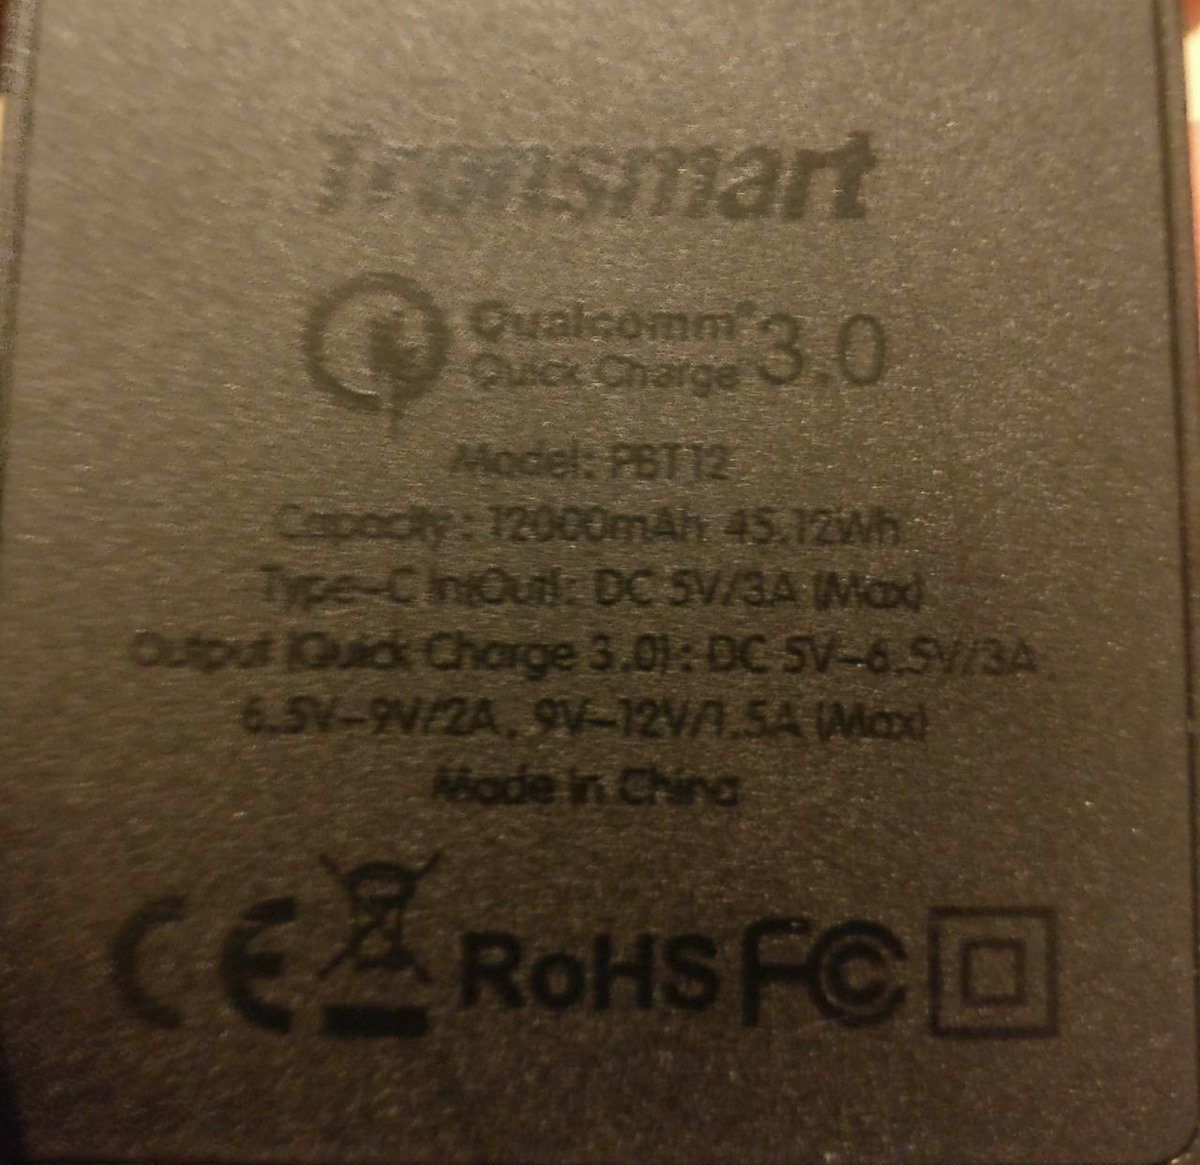 Tronsmart
Qualcomm®
Quick Charge 3.0
Model: PBT12
Capacity: 12000mAh 45.12Wh
Type-C In(Out): DC 5V/3A (Max)
Output (Quick Charge 3.0): DC 5V-6.5V/3A
6.5V-9V/2A, 9V-12V/1.5A (Max)
Made in China
CE RoHS FC